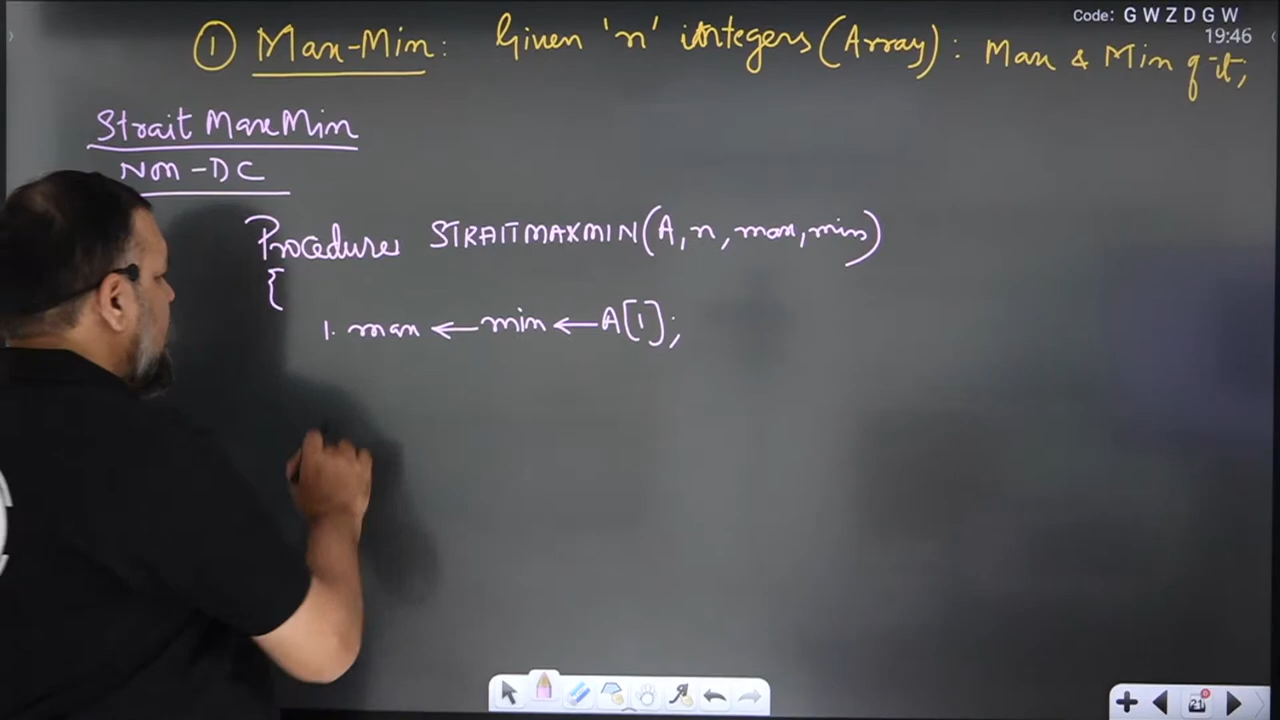 Code: G W Z D G W
19:46
① Max-Min: Given 'n' integers (Array): Max & Min of it;
Strait MaxMin
Non-DC
Procedure STRAITMAXMIN(A, n, max, min)
{
1. max ← min ← A[1];
21